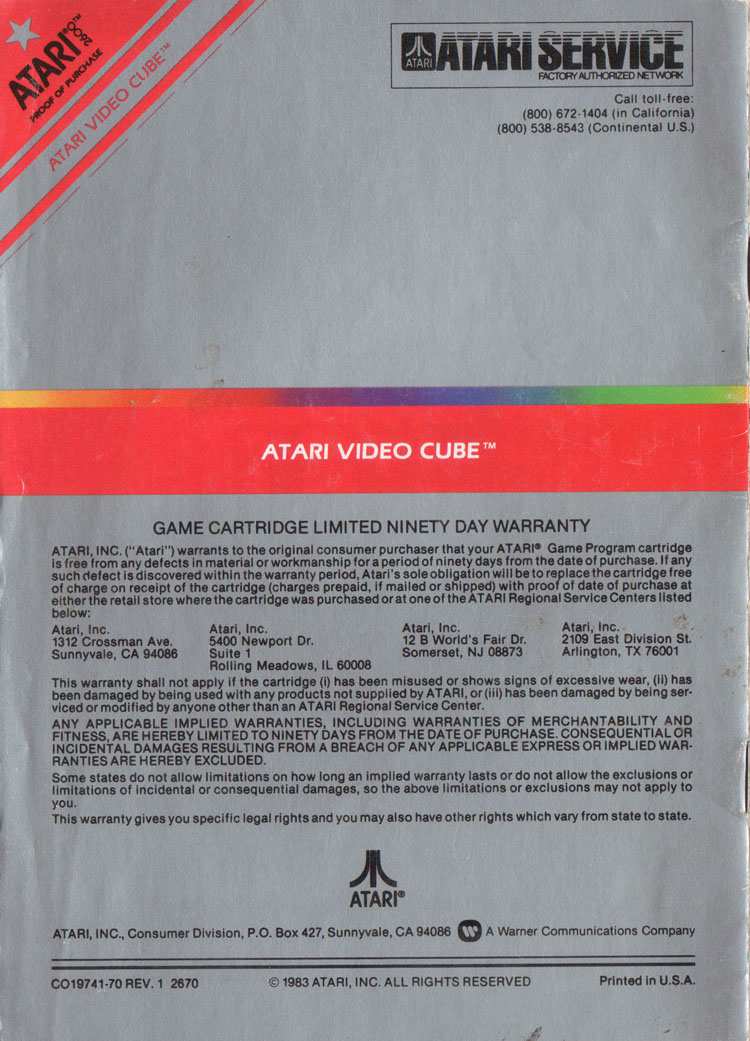 ATARI® 2600™
PROOF OF PURCHASE
ATARI VIDEO CUBE™
ATARI
ATARI SERVICE
FACTORY AUTHORIZED NETWORK
Call toll-free:
(800) 672-1404 (in California)
(800) 538-8543 (Continental U.S.)
ATARI VIDEO CUBE™
GAME CARTRIDGE LIMITED NINETY DAY WARRANTY
ATARI, INC. ("Atari") warrants to the original consumer purchaser that your ATARI® Game Program cartridge
is free from any defects in material or workmanship for a period of ninety days from the date of purchase. If any
such defect is discovered within the warranty period, Atari's sole obligation will be to replace the cartridge free
of charge on receipt of the cartridge (charges prepaid, if mailed or shipped) with proof of date of purchase at
either the retail store where the cartridge was purchased or at one of the ATARI Regional Service Centers listed
below:
Atari, Inc.
1312 Crossman Ave.
Sunnyvale, CA 94086
Atari, Inc.
5400 Newport Dr.
Suite 1
Rolling Meadows, IL 60008
Atari, Inc.
12 B World's Fair Dr.
Somerset, NJ 08873
Atari, Inc.
2109 East Division St.
Arlington, TX 76001
This warranty shall not apply if the cartridge (i) has been misused or shows signs of excessive wear, (ii) has
been damaged by being used with any products not supplied by ATARI, or (iii) has been damaged by being ser-
viced or modified by anyone other than an ATARI Regional Service Center.
ANY APPLICABLE IMPLIED WARRANTIES, INCLUDING WARRANTIES OF MERCHANTABILITY AND
FITNESS, ARE HEREBY LIMITED TO NINETY DAYS FROM THE DATE OF PURCHASE. CONSEQUENTIAL OR
INCIDENTAL DAMAGES RESULTING FROM A BREACH OF ANY APPLICABLE EXPRESS OR IMPLIED WAR-
RANTIES ARE HEREBY EXCLUDED.
Some states do not allow limitations on how long an implied warranty lasts or do not allow the exclusions or
limitations of incidental or consequential damages, so the above limitations or exclusions may not apply to
you.
This warranty gives you specific legal rights and you may also have other rights which vary from state to state.
ATARI®
ATARI, INC., Consumer Division, P.O. Box 427, Sunnyvale, CA 94086 A Warner Communications Company
CO19741-70 REV. 1 2670
© 1983 ATARI, INC. ALL RIGHTS RESERVED
Printed in U.S.A.